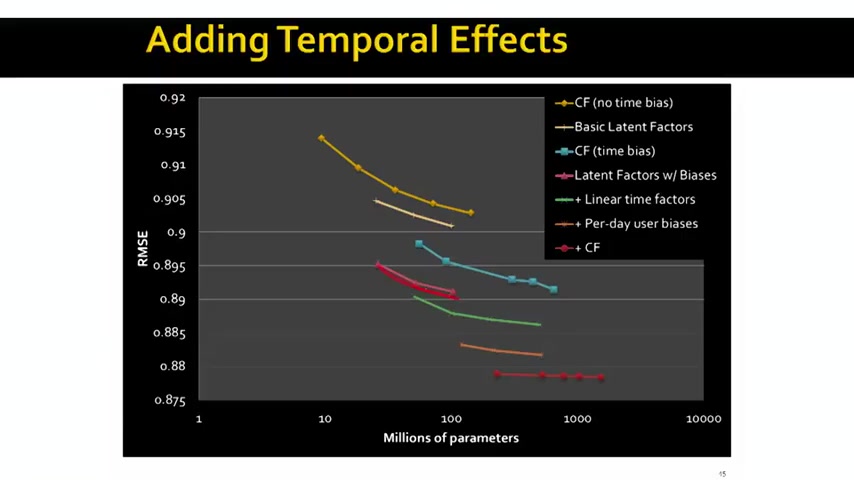 Adding Temporal Effects
0.92
0.915
0.91
0.905
0.9
0.895
0.89
0.885
0.88
0.875
RMSE
1
10
100
1000
10000
Millions of parameters
CF (no time bias)
Basic Latent Factors
CF (time bias)
Latent Factors w/ Biases
+ Linear time factors
+ Per-day user biases
+ CF
45